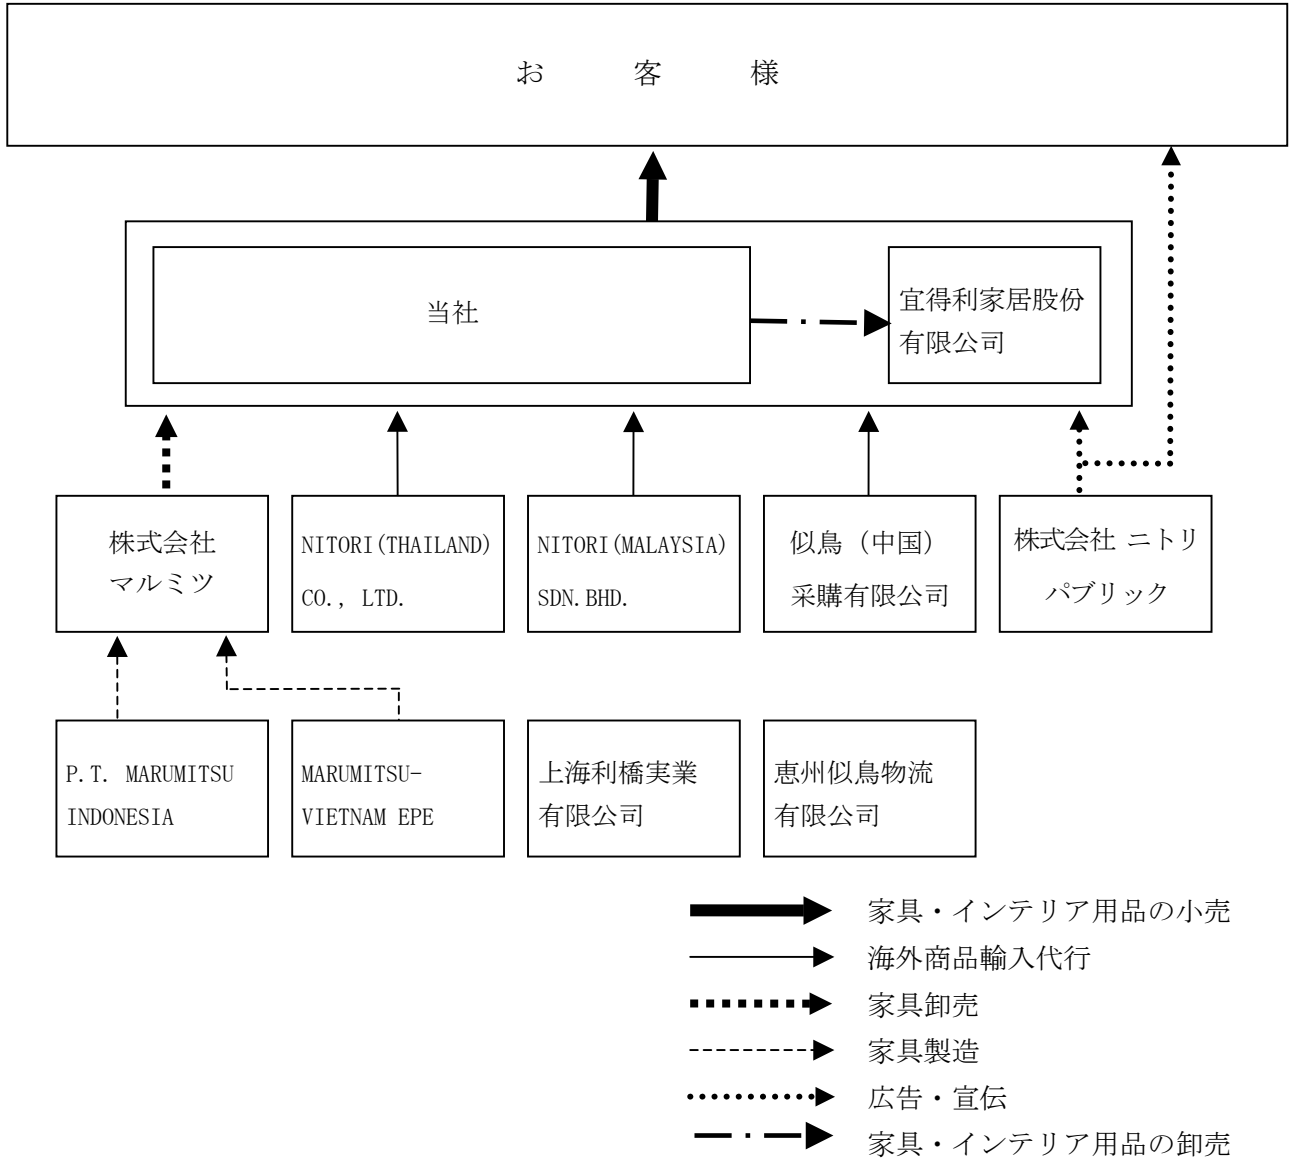 お客様
当社
宜得利家居股份
有限公司
株式会社
マルミツ
NITORI(THAILAND)
CO., LTD.
NITORI(MALAYSIA)
SDN.BHD.
似鳥（中国）
采購有限公司
株式会社 ニトリ
パブリック
P.T. MARUMITSU
INDONESIA
MARUMITSU-
VIETNAM EPE
上海利橋実業
有限公司
恵州似鳥物流
有限公司
家具・インテリア用品の小売
海外商品輸入代行
家具卸売
家具製造
広告・宣伝
家具・インテリア用品の卸売